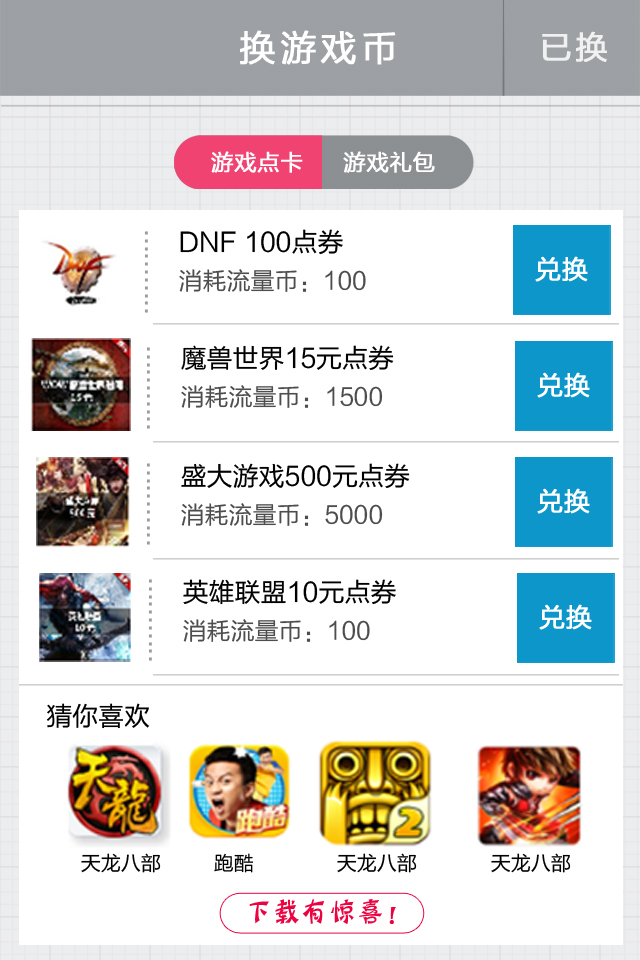 换游戏币
已换
游戏点卡
游戏礼包
DNF 100点券
消耗流量币：100
兑换
魔兽世界15元点券
消耗流量币：1500
兑换
盛大游戏500元点券
消耗流量币：5000
兑换
英雄联盟10元点券
消耗流量币：100
兑换
猜你喜欢
天龍
跑酷
2
天龙八部
跑酷
天龙八部
天龙八部
下载有惊喜！